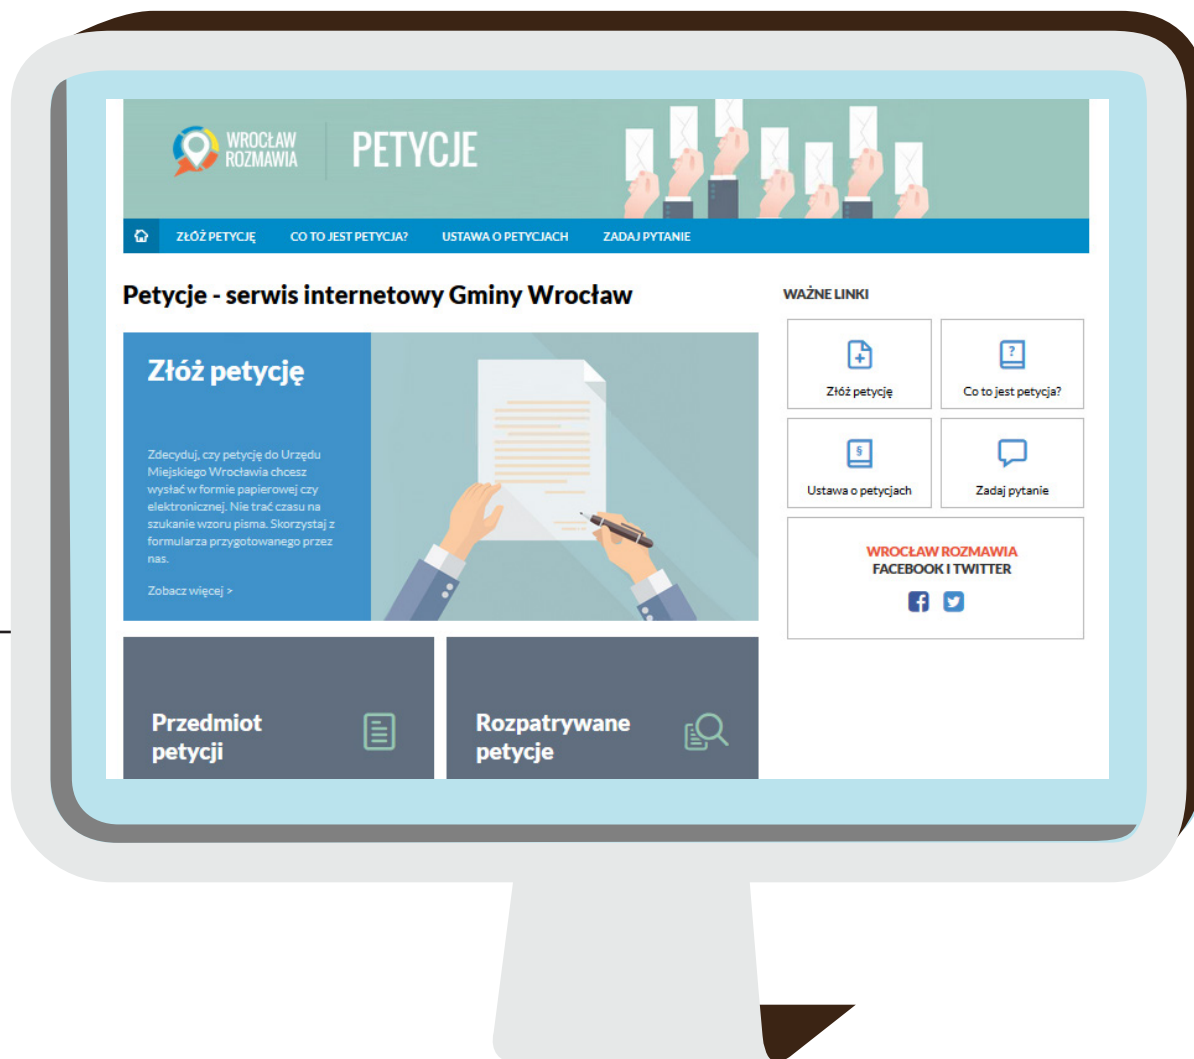 WROCŁAW
ROZMAWIA
PETYCJE
ZŁÓŻ PETYCJĘ
CO TO JEST PETYCJA?
USTAWA O PETYCJACH
ZADAJ PYTANIE
Petycje - serwis internetowy Gminy Wrocław
Złóż petycję
Zdecyduj, czy petycję do Urzędu
Miejskiego Wrocławia chcesz
wysłać w formie papierowej czy
elektronicznej. Nie trać czasu na
szukanie wzoru pisma. Skorzystaj z
formularza przygotowanego przez
nas.
Zobacz więcej >
Przedmiot
petycji
Rozpatrywane
petycje
WAŻNE LINKI
Złóż petycję
Co to jest petycja?
Ustawa o petycjach
Zadaj pytanie
WROCŁAW ROZMAWIA
FACEBOOK I TWITTER